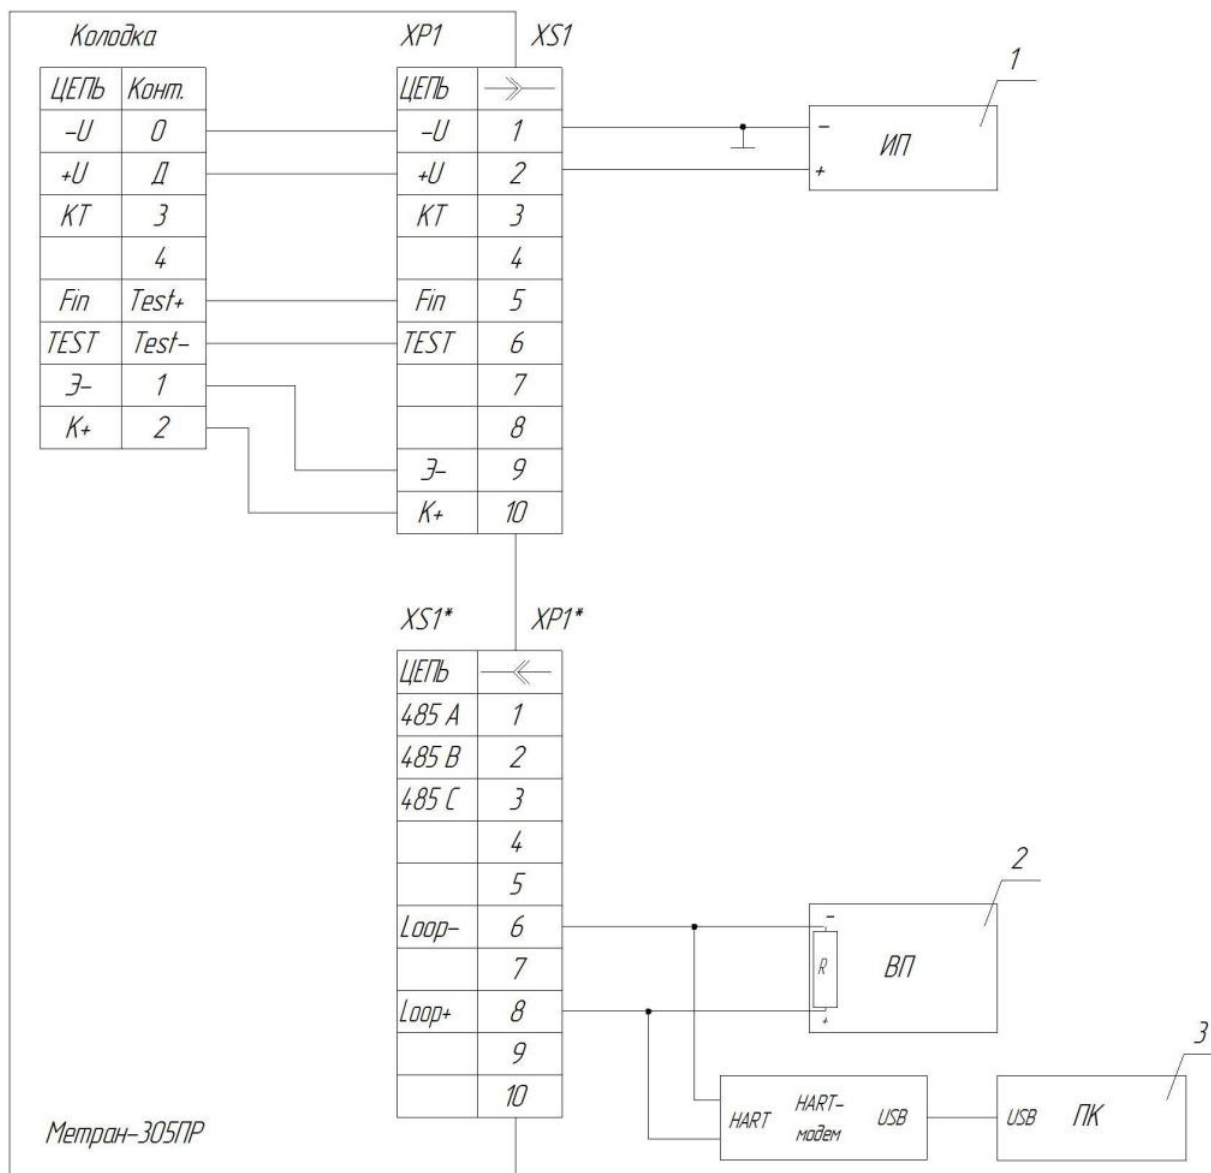 Колодка
ХР1
XS1
1
ЦЕПЬ Конт.
-U 0
+U Д
КТ 3
4
Fin Test+
TEST Test-
Э- 1
К+ 2
ЦЕПЬ
-U 1
+U 2
КТ 3
4
Fin 5
TEST 6
7
8
Э- 9
К+ 10
- ИП
+
XS1*
ХР1*
ЦЕПЬ
485 A 1
485 B 2
485 C 3
4
5
Loop- 6
7
Loop+ 8
9
10
2
-
R ВП
+
3
HART HART-модем USB
USB ПК
Метран-305ПР